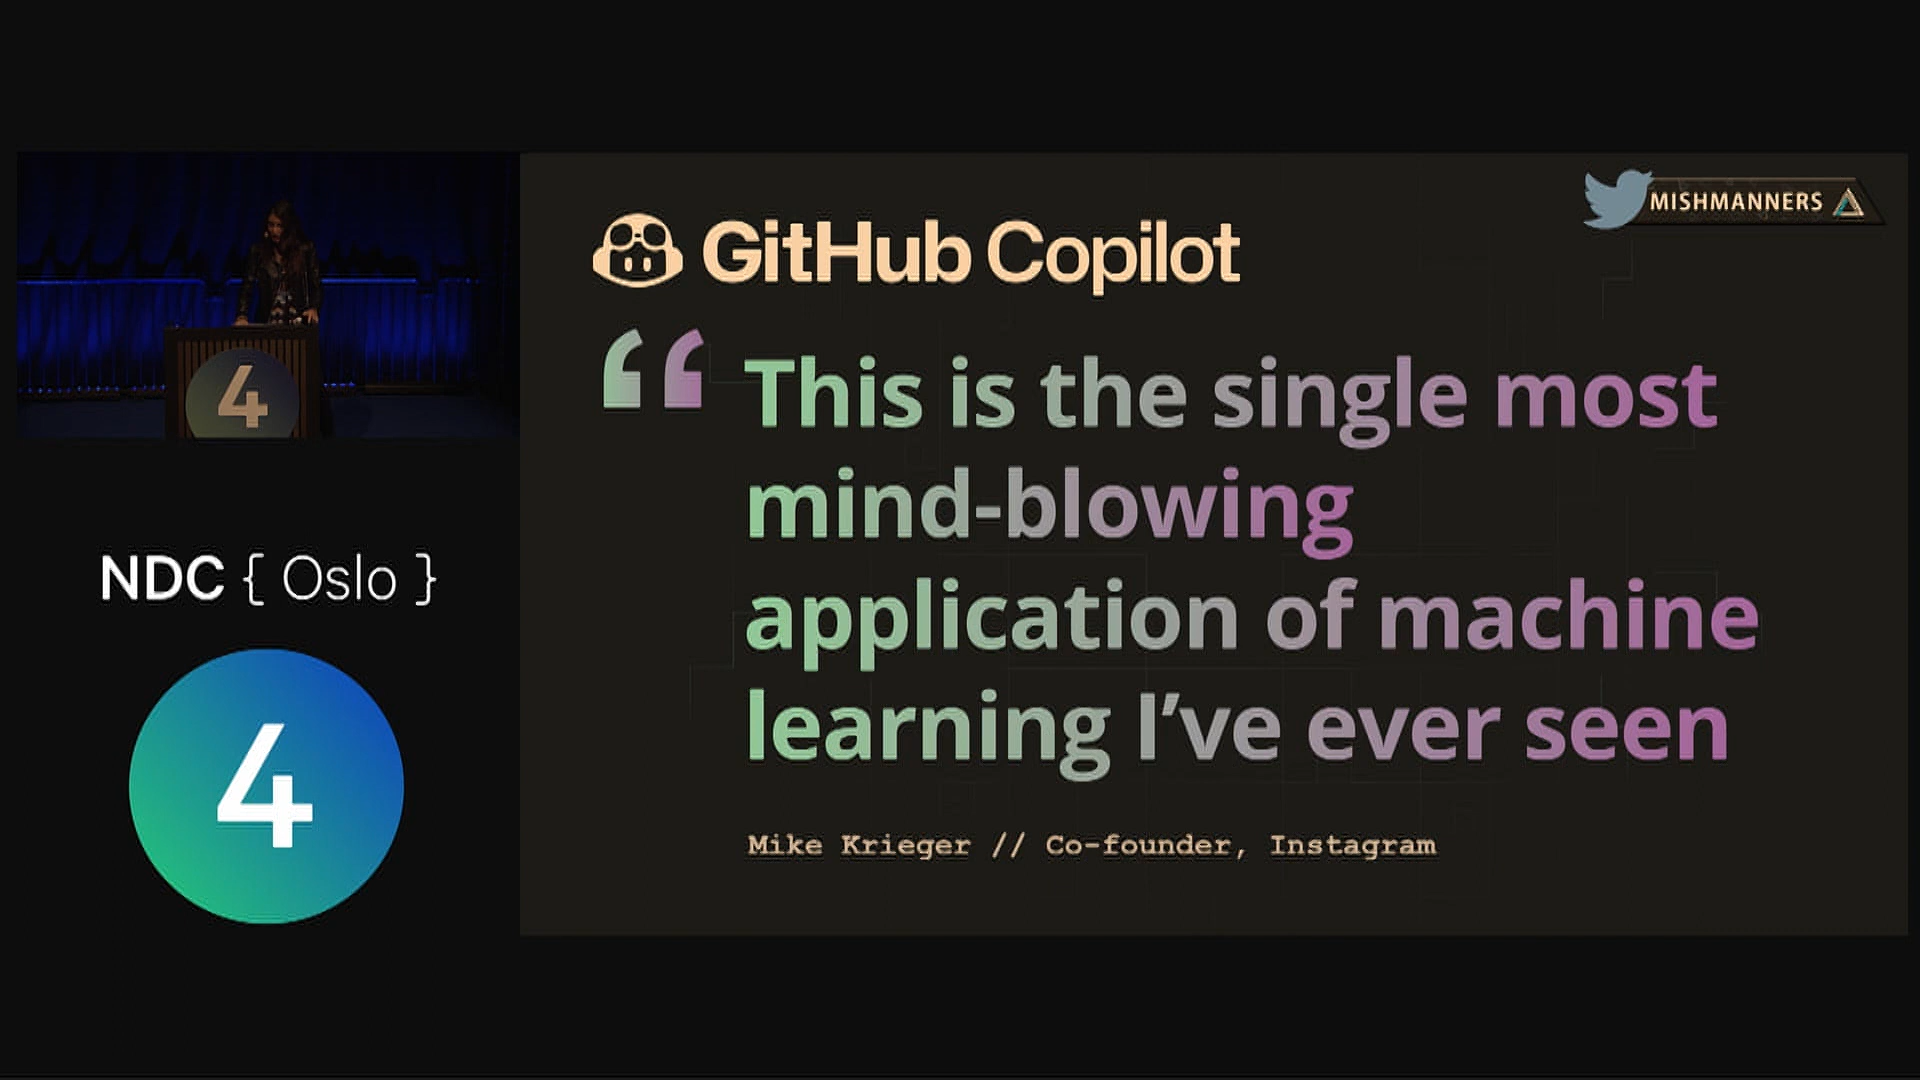 MISHMANNERS
GitHub Copilot
“ This is the single most
mind-blowing
application of machine
learning I’ve ever seen
Mike Krieger // Co-founder, Instagram
4
NDC { Oslo }
4